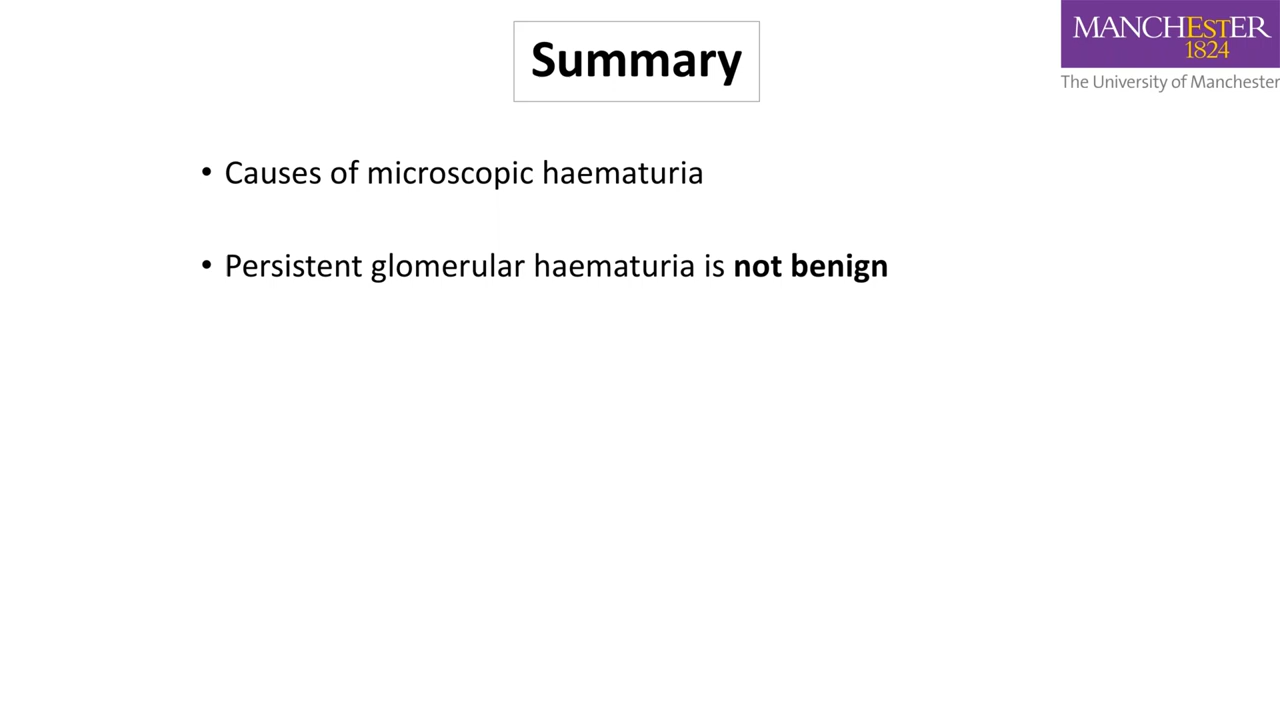 Summary
MANCHESTER
1824
The University of Manchester
• Causes of microscopic haematuria
• Persistent glomerular haematuria is not benign